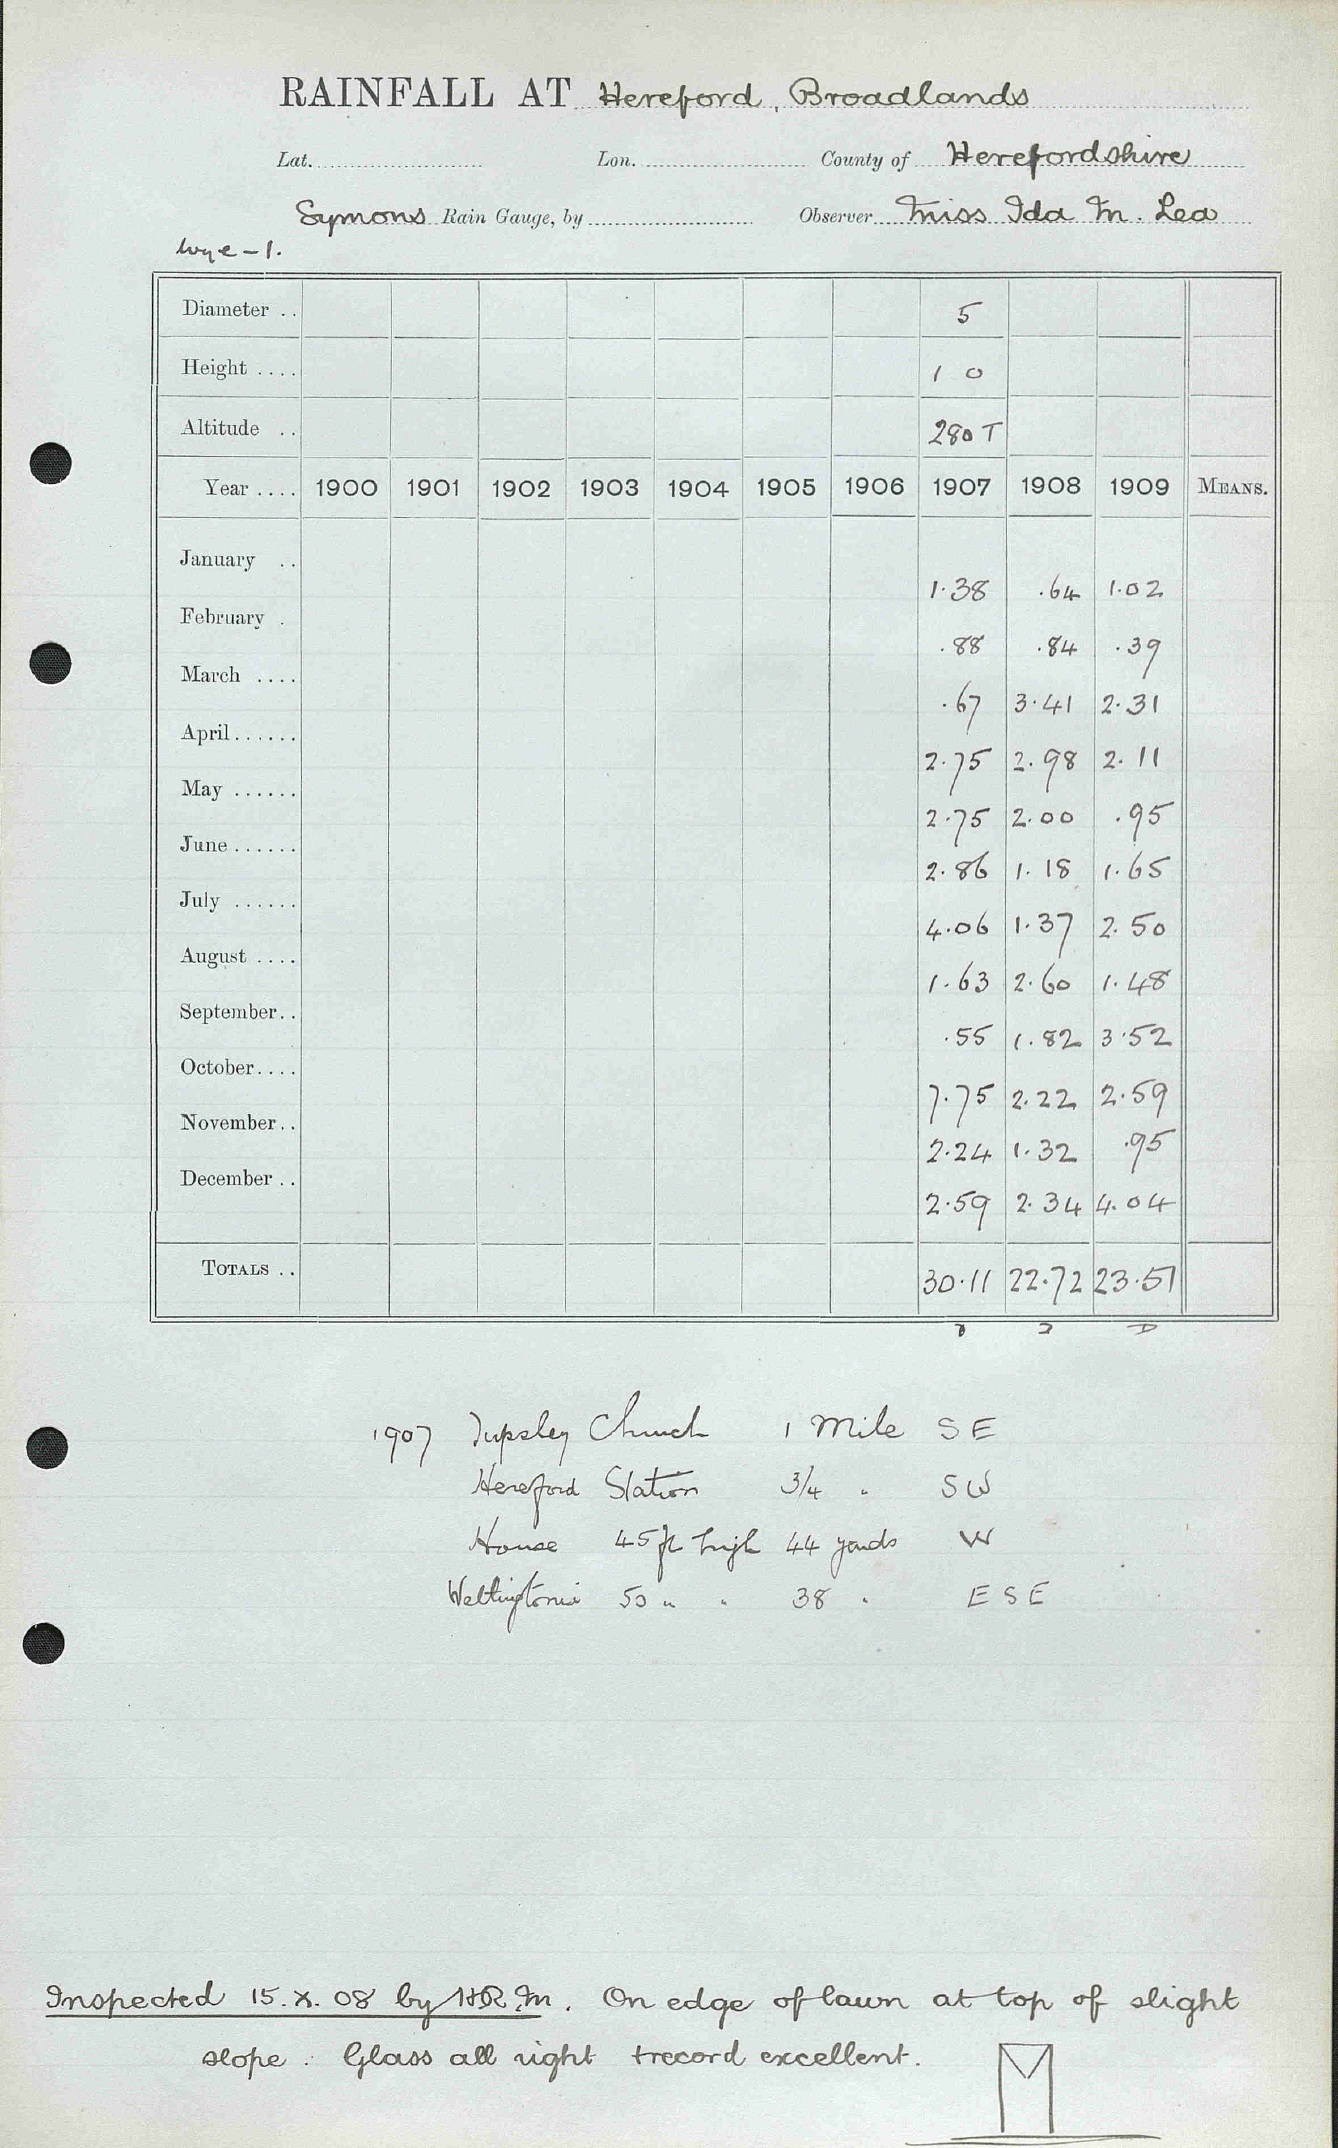 RAINFALL AT Hereford, Broadlands
Lat. Lon. County of Herefordshire
Symons Rain Gauge, by Observer Miss Ida M. Lea
Wye-1.
Diameter .. 5
Height .... 1 0
Altitude .. 280 T
Year .... 1900 1901 1902 1903 1904 1905 1906 1907 1908 1909 MEANS.
January .. 1.38 .64 1.02
February . .88 .84 .39
March .... .67 3.41 2.31
April...... 2.75 2.98 2.11
May ...... 2.75 2.00 .95
June ...... 2.86 1.18 1.65
July ...... 4.06 1.37 2.50
August .... 1.63 2.60 1.48
September.. .55 1.82 3.52
October.... 7.75 2.22 2.59
November.. 2.24 1.32 .95
December .. 2.59 2.34 4.04
TOTALS .. 30.11 22.72 23.51
1907 Tupsley Church 1 Mile SE
Hereford Station 3/4 " SW
House 45 ft high 44 yards W
Wellingtonia 50 " " 38 " ESE
Inspected 15.X.08 by HRM. On edge of lawn at top of slight
slope. Glass all right + record excellent.